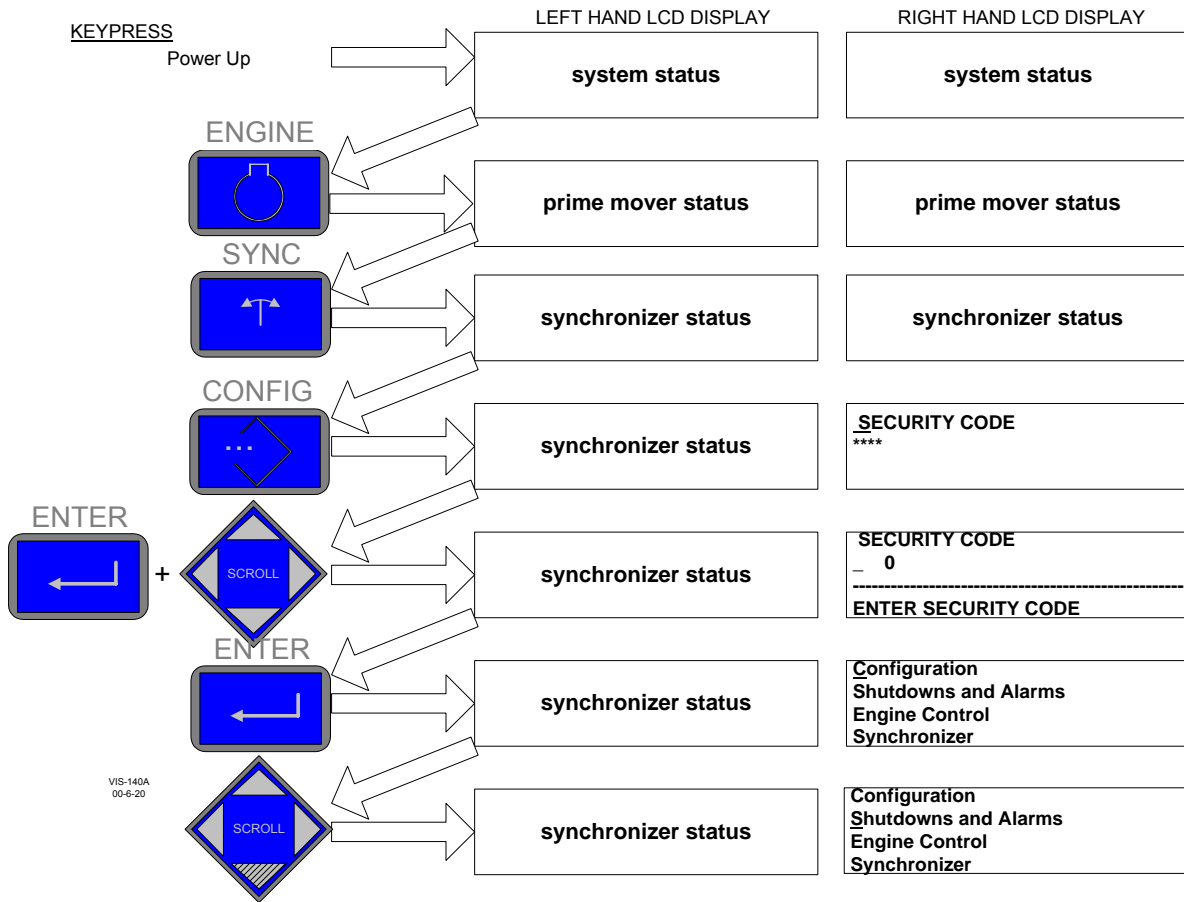 LEFT HAND LCD DISPLAY
RIGHT HAND LCD DISPLAY
KEYPRESS
Power Up
system status
system status
ENGINE
prime mover status
prime mover status
SYNC
synchronizer status
synchronizer status
CONFIG
...
synchronizer status
SECURITY CODE
****
ENTER
+
SCROLL
synchronizer status
SECURITY CODE
_ 0
----------------------------------------------------
ENTER SECURITY CODE
ENTER
synchronizer status
Configuration
Shutdowns and Alarms
Engine Control
Synchronizer
VIS-140A
00-6-20
SCROLL
synchronizer status
Configuration
Shutdowns and Alarms
Engine Control
Synchronizer